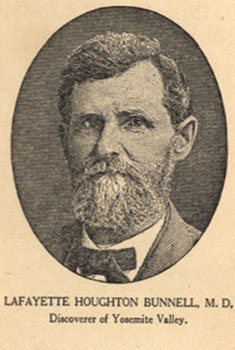 LAFAYETTE HOUGHTON BUNNELL, M. D,
Discoverer of Yosemite Valley.